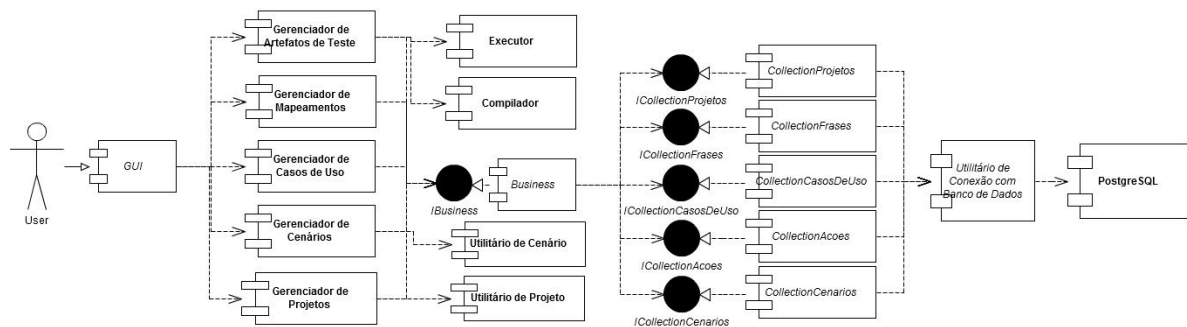 User
GUI
Gerenciador de
Artefatos de Teste
Gerenciador de
Mapeamentos
Gerenciador de
Casos de Uso
Gerenciador de
Cenários
Gerenciador de
Projetos
Executor
Compilador
IBusiness
Business
Utilitário de Cenário
Utilitário de Projeto
ICollectionProjetos
ICollectionFrases
ICollectionCasosDeUso
ICollectionAcoes
ICollectionCenarios
CollectionProjetos
CollectionFrases
CollectionCasosDeUso
CollectionAcoes
CollectionCenarios
Utilitário de
Conexão com
Banco de Dados
PostgreSQL